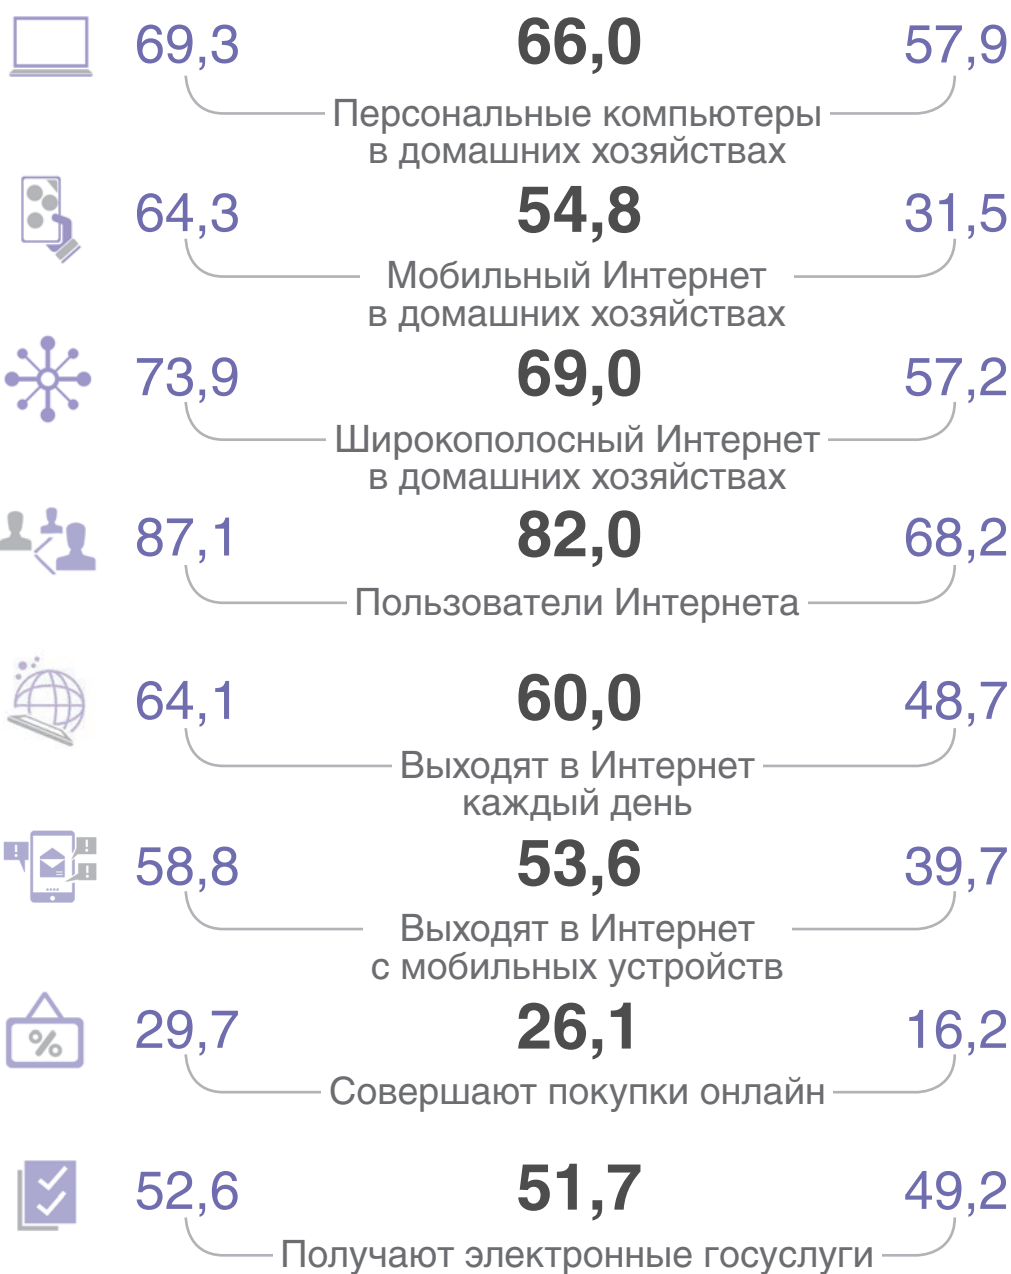 69,3 66,0 57,9
Персональные компьютеры
в домашних хозяйствах
64,3 54,8 31,5
Мобильный Интернет
в домашних хозяйствах
73,9 69,0 57,2
Широкополосный Интернет
в домашних хозяйствах
87,1 82,0 68,2
Пользователи Интернета
64,1 60,0 48,7
Выходят в Интернет
каждый день
58,8 53,6 39,7
Выходят в Интернет
с мобильных устройств
%
29,7 26,1 16,2
Совершают покупки онлайн
52,6 51,7 49,2
Получают электронные госуслуги